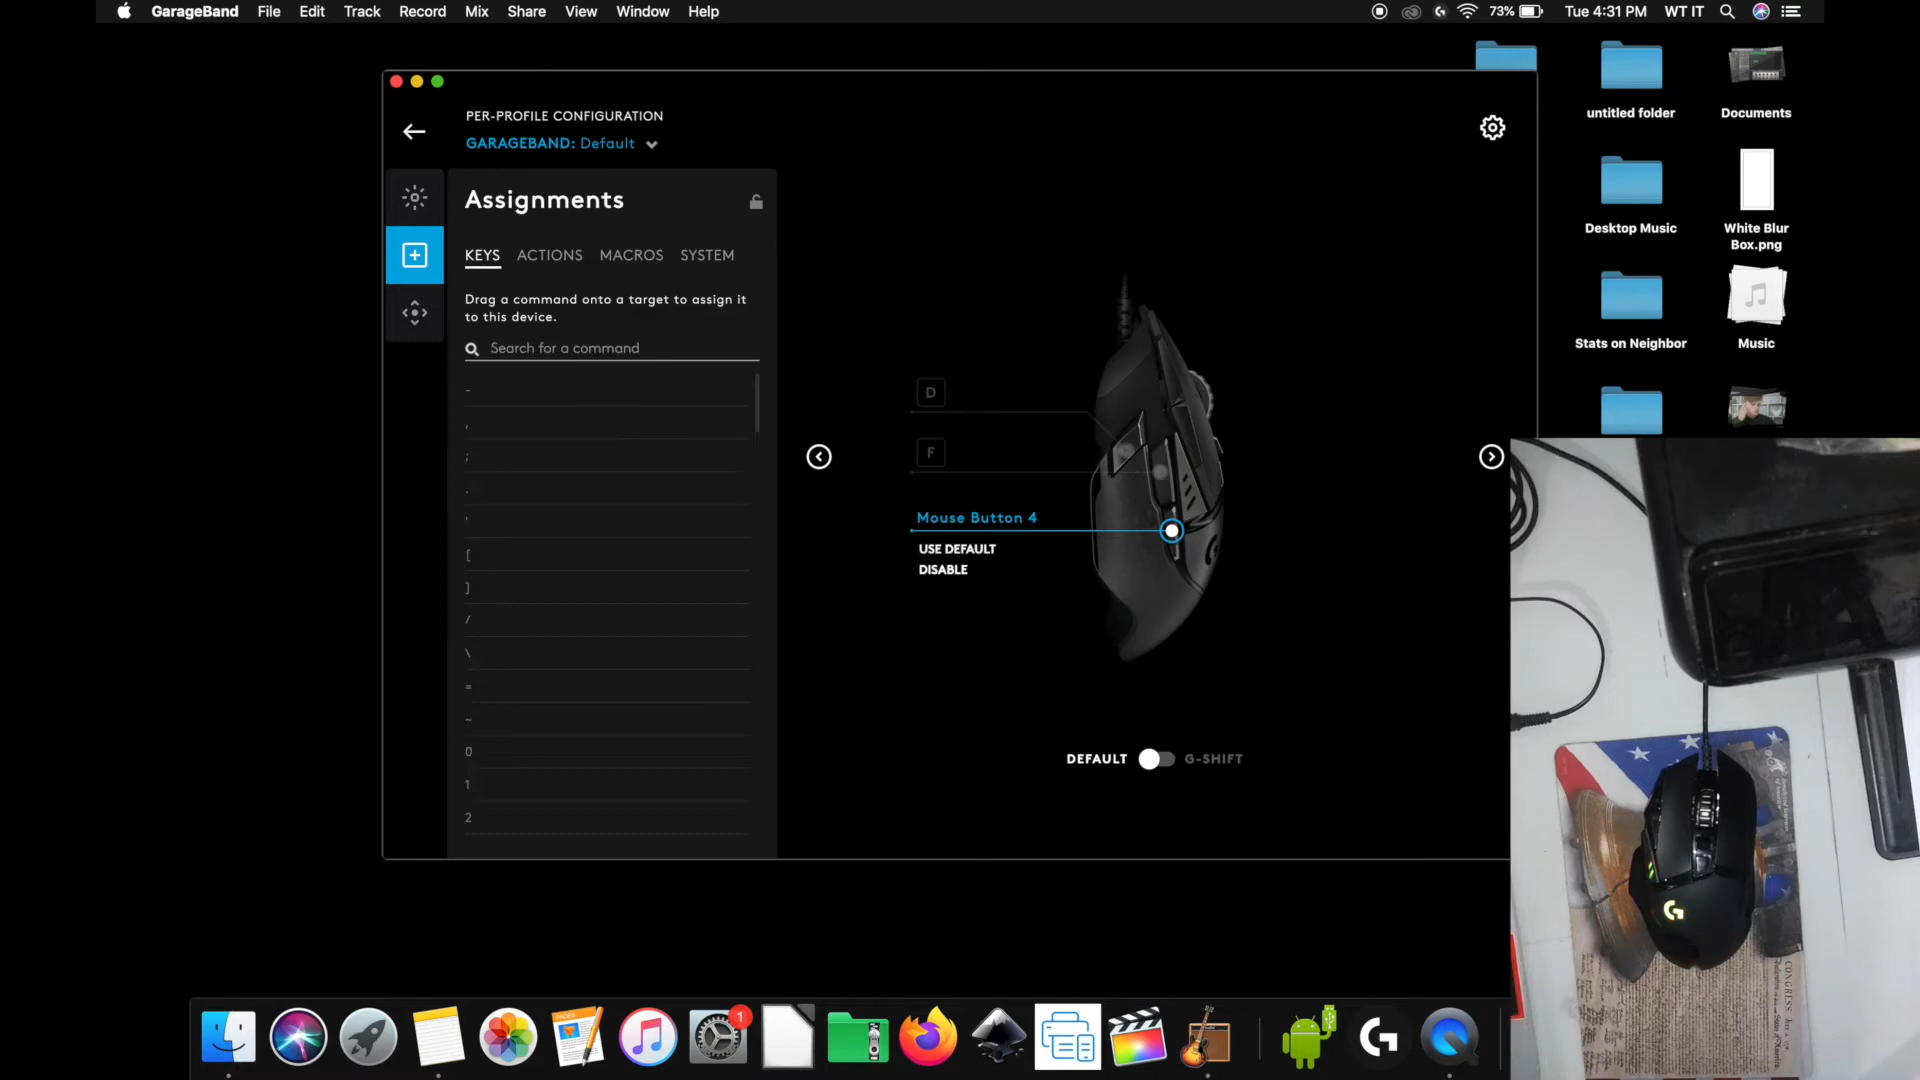 GarageBand File Edit Track Record Mix Share View Window Help
73% Tue 4:31 PM WT IT
PER-PROFILE CONFIGURATION
GARAGEBAND: Default
Assignments
KEYS ACTIONS MACROS SYSTEM
Drag a command onto a target to assign it
to this device.
Search for a command
-
,
;
.
'
[
]
/
\
=
~
0
1
2
D
F
Mouse Button 4
USE DEFAULT
DISABLE
DEFAULT G-SHIFT
untitled folder
Documents
Desktop Music
White Blur
Box.png
Stats on Neighbor
Music
PAGES
1
G
CONGRESS